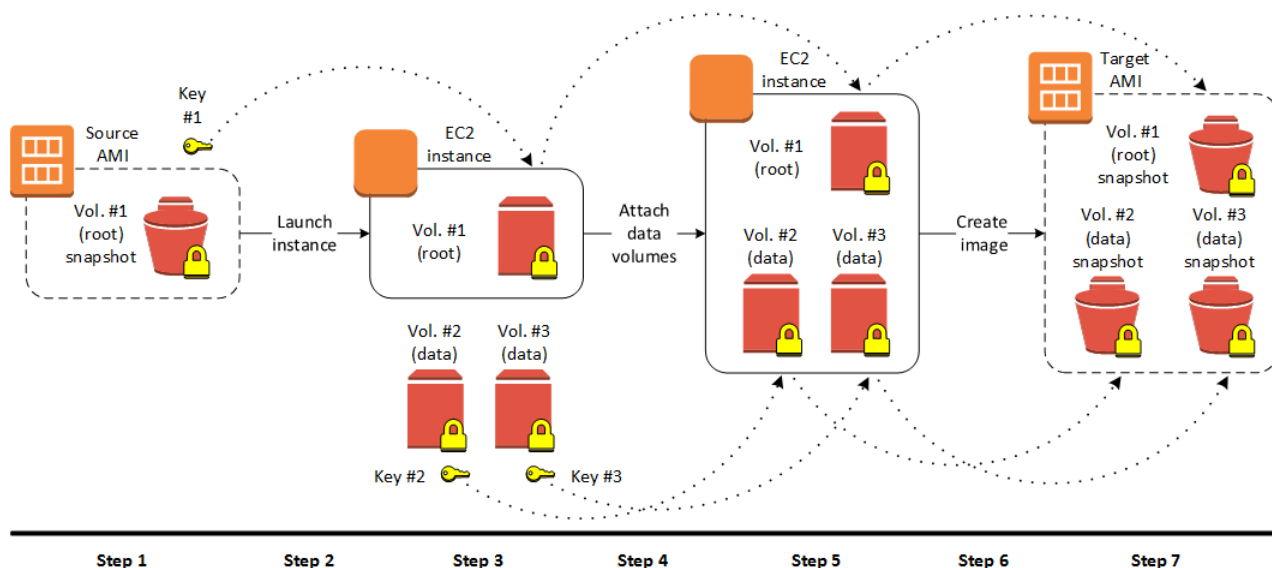 Key
#1
Source
AMI
Vol. #1
(root)
snapshot
Launch
instance
EC2
instance
Vol. #1
(root)
Vol. #2
(data)
Vol. #3
(data)
Key #2
Key #3
Attach
data
volumes
EC2
instance
Vol. #1
(root)
Vol. #2
(data)
Vol. #3
(data)
Create
image
Target
AMI
Vol. #1
(root)
snapshot
Vol. #2
(data)
snapshot
Vol. #3
(data)
snapshot
Step 1
Step 2
Step 3
Step 4
Step 5
Step 6
Step 7